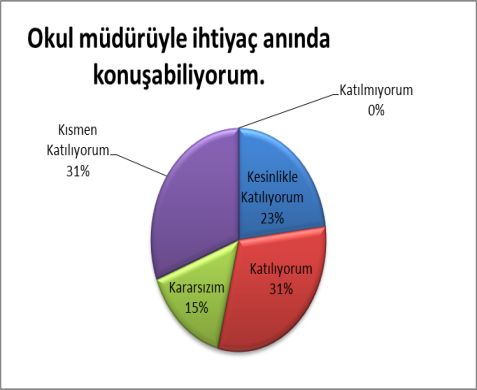 Okul müdürüyle ihtiyaç anında
konuşabiliyorum.
Katılmıyorum
0%
Kısmen
Katılıyorum
31%
Kesinlikle
Katılıyorum
23%
Katılıyorum
31%
Kararsızım
15%